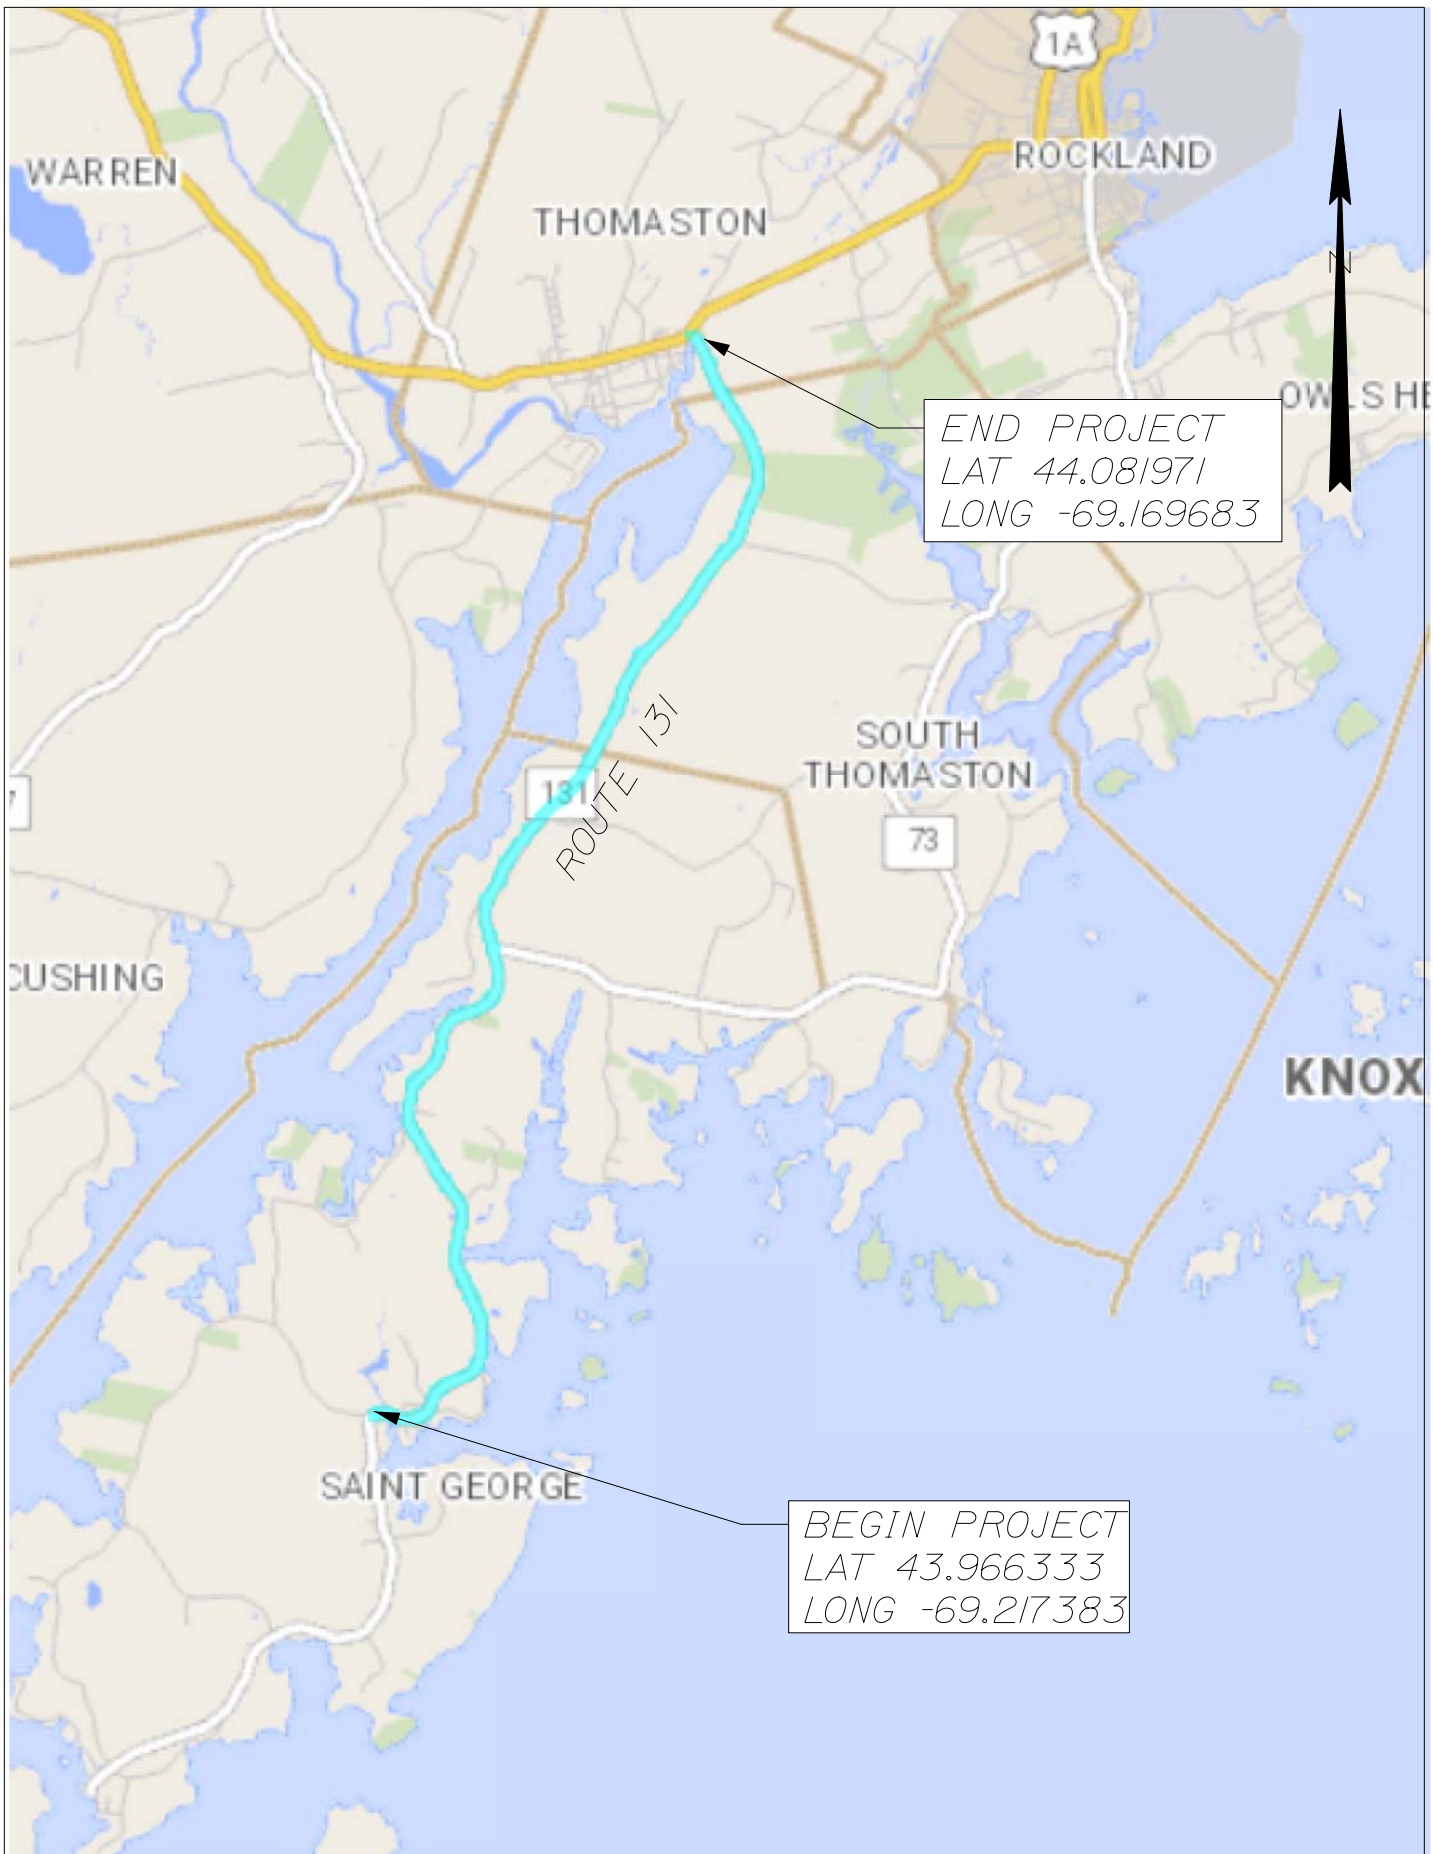 1A
ROCKLAND
WARREN
THOMASTON
N
OWLS HE
END PROJECT
LAT 44.081971
LONG -69.169683
ROUTE 131
SOUTH
THOMASTON
131
7
73
CUSHING
KNOX
SAINT GEORGE
BEGIN PROJECT
LAT 43.966333
LONG -69.217383